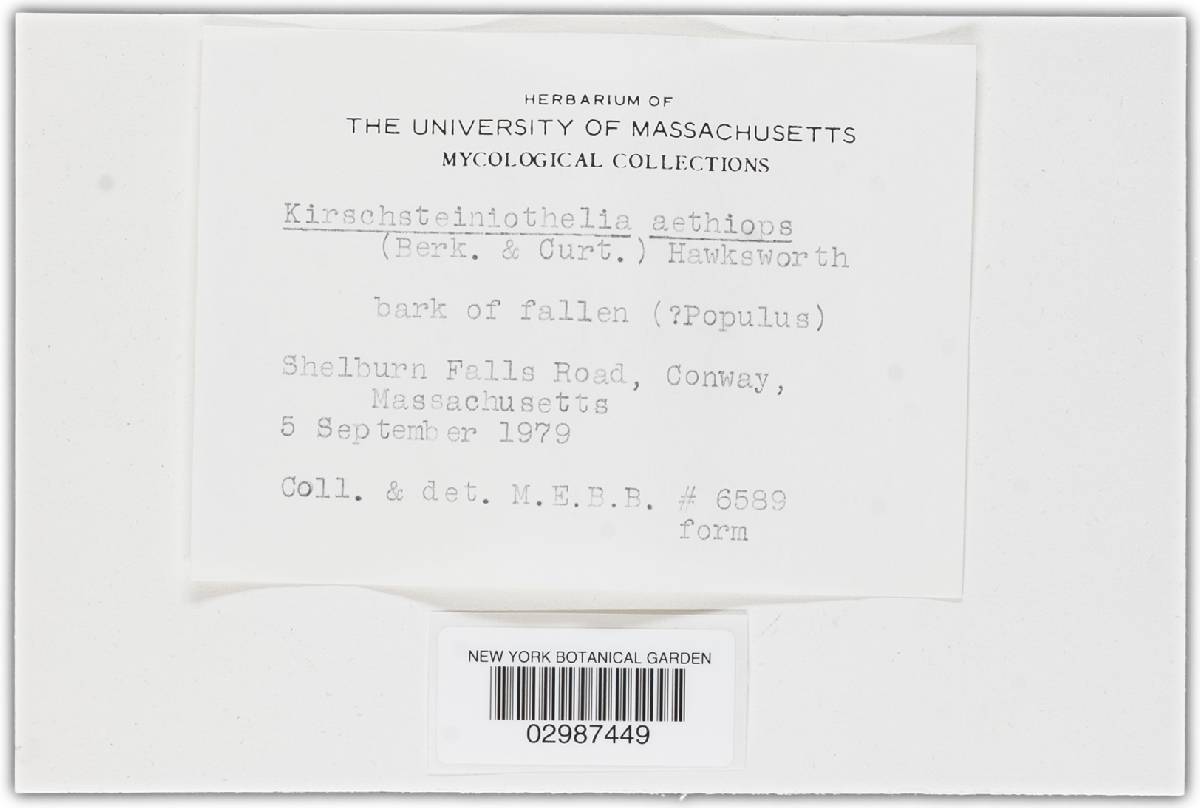 HERBARIUM OF
THE UNIVERSITY OF MASSACHUSETTS
MYCOLOGICAL COLLECTIONS
Kirschsteiniothelia aethiops
(Berk. & Curt.) Hawksworth
bark of fallen (?Populus)
Shelburn Falls Road, Conway,
Massachusetts
5 September 1979
Coll. & det. M.E.B.B. # 6589
form
NEW YORK BOTANICAL GARDEN
02987449